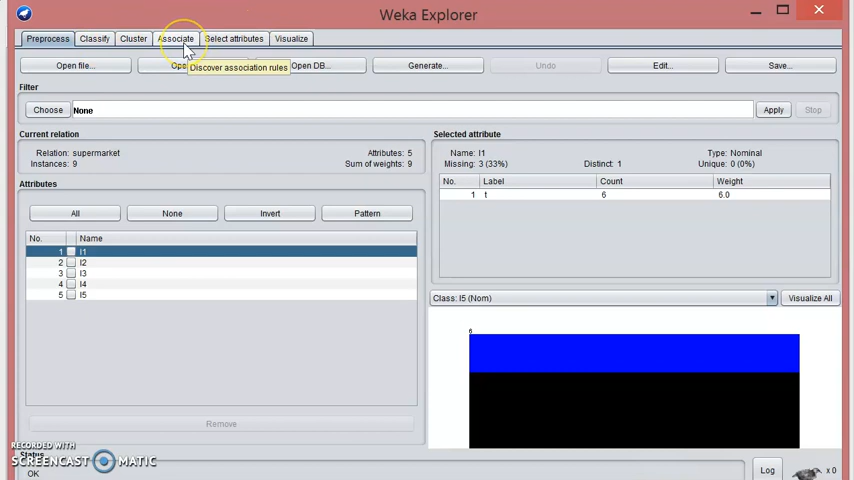 Weka Explorer
Preprocess Classify Cluster Associate Select attributes Visualize
Open file... Ope Open DB... Generate... Undo Edit... Save...
Discover association rules
Filter
Choose None Apply Stop
Current relation
Relation: supermarket Attributes: 5
Instances: 9 Sum of weights: 9
Selected attribute
Name: I1 Type: Nominal
Missing: 3 (33%) Distinct: 1 Unique: 0 (0%)
No. Label Count Weight
1 t 6 6.0
Attributes
All None Invert Pattern
No. Name
1 I1
2 I2
3 I3
4 I4
5 I5
Remove
Class: I5 (Nom) Visualize All
6
RECORDED WITH
SCREENCAST MATIC
Status
OK
Log x 0